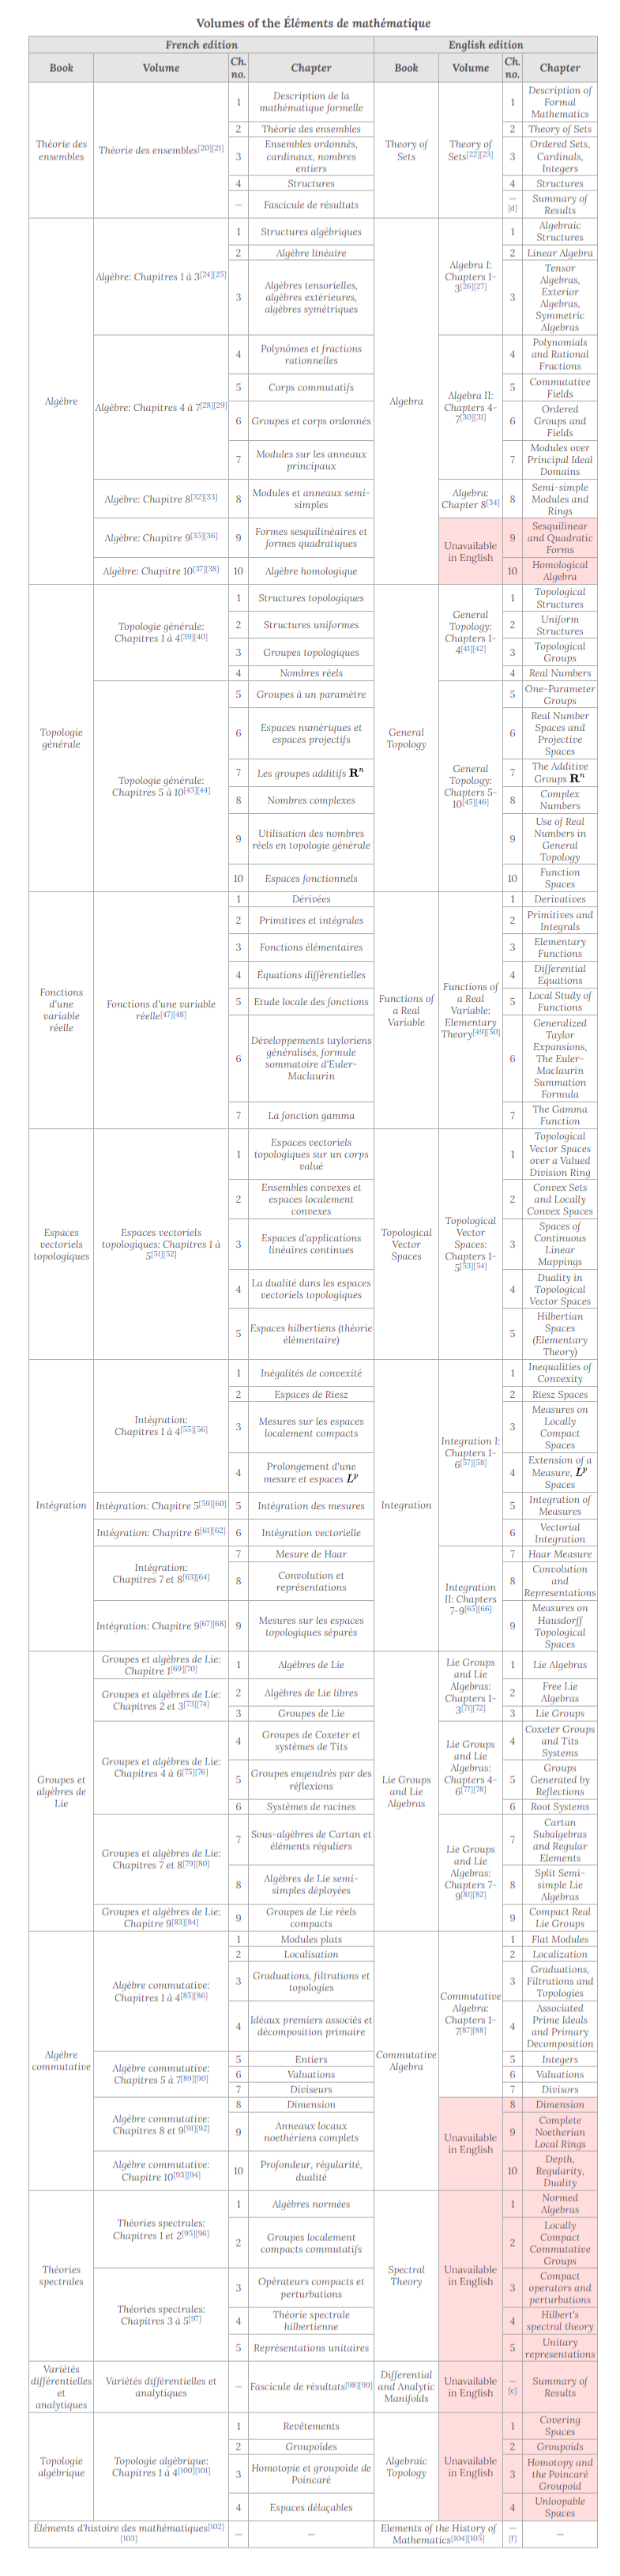 Volumes of the Éléments de mathématique
French edition English edition
Book Volume Ch. no. Chapter Book Volume Ch. no. Chapter
Théorie des ensembles
Théorie des ensembles[20][21]
1 Description de la mathématique formelle
2 Théorie des ensembles
3 Ensembles ordonnés, cardinaux, nombres entiers
4 Structures
— Fascicule de résultats
Theory of Sets
Theory of Sets[22][23]
1 Description of Formal Mathematics
2 Theory of Sets
3 Ordered Sets, Cardinals, Integers
4 Structures
—[d] Summary of Results
Algèbre
Algèbre: Chapitres 1 à 3[24][25]
1 Structures algébriques
2 Algèbre linéaire
3 Algèbres tensorielles, algèbres extérieures, algèbres symétriques
Algèbre: Chapitres 4 à 7[28][29]
4 Polynômes et fractions rationnelles
5 Corps commutatifs
6 Groupes et corps ordonnés
7 Modules sur les anneaux principaux
Algèbre: Chapitre 8[32][33]
8 Modules et anneaux semi-simples
Algèbre: Chapitre 9[35][36]
9 Formes sesquilinéaires et formes quadratiques
Algèbre: Chapitre 10[37][38]
10 Algèbre homologique
Algebra
Algebra I: Chapters 1-3[26][27]
1 Algebraic Structures
2 Linear Algebra
3 Tensor Algebras, Exterior Algebras, Symmetric Algebras
Algebra II: Chapters 4-7[30][31]
4 Polynomials and Rational Fractions
5 Commutative Fields
6 Ordered Groups and Fields
7 Modules over Principal Ideal Domains
Algebra: Chapter 8[34]
8 Semi-simple Modules and Rings
Unavailable in English
9 Sesquilinear and Quadratic Forms
10 Homological Algebra
Topologie générale
Topologie générale: Chapitres 1 à 4[39][40]
1 Structures topologiques
2 Structures uniformes
3 Groupes topologiques
4 Nombres réels
Topologie générale: Chapitres 5 à 10[43][44]
5 Groupes à un paramètre
6 Espaces numériques et espaces projectifs
7 Les groupes additifs Rⁿ
8 Nombres complexes
9 Utilisation des nombres réels en topologie générale
10 Espaces fonctionnels
General Topology
General Topology: Chapters 1-4[41][42]
1 Topological Structures
2 Uniform Structures
3 Topological Groups
4 Real Numbers
General Topology: Chapters 5-10[45][46]
5 One-Parameter Groups
6 Real Number Spaces and Projective Spaces
7 The Additive Groups Rⁿ
8 Complex Numbers
9 Use of Real Numbers in General Topology
10 Function Spaces
Fonctions d'une variable réelle
Fonctions d'une variable réelle[47][48]
1 Dérivées
2 Primitives et intégrales
3 Fonctions élémentaires
4 Équations différentielles
5 Etude locale des fonctions
6 Développements tayloriens généralisés, formule sommatoire d'Euler-Maclaurin
7 La fonction gamma
Functions of a Real Variable
Functions of a Real Variable: Elementary Theory[49][50]
1 Derivatives
2 Primitives and Integrals
3 Elementary Functions
4 Differential Equations
5 Local Study of Functions
6 Generalized Taylor Expansions, The Euler-Maclaurin Summation Formula
7 The Gamma Function
Espaces vectoriels topologiques
Espaces vectoriels topologiques: Chapitres 1 à 5[51][52]
1 Espaces vectoriels topologiques sur un corps valué
2 Ensembles convexes et espaces localement convexes
3 Espaces d'applications linéaires continues
4 La dualité dans les espaces vectoriels topologiques
5 Espaces hilbertiens (théorie élémentaire)
Topological Vector Spaces
Topological Vector Spaces: Chapters 1-5[53][54]
1 Topological Vector Spaces over a Valued Division Ring
2 Convex Sets and Locally Convex Spaces
3 Spaces of Continuous Linear Mappings
4 Duality in Topological Vector Spaces
5 Hilbertian Spaces (Elementary Theory)
Intégration
Intégration: Chapitres 1 à 4[55][56]
1 Inégalités de convexité
2 Espaces de Riesz
3 Mesures sur les espaces localement compacts
4 Prolongement d'une mesure et espaces Lᵖ
Intégration: Chapitre 5[59][60]
5 Intégration des mesures
Intégration: Chapitre 6[61][62]
6 Intégration vectorielle
Intégration: Chapitres 7 et 8[63][64]
7 Mesure de Haar
8 Convolution et représentations
Intégration: Chapitre 9[67][68]
9 Mesures sur les espaces topologiques séparés
Integration
Integration I: Chapters 1-6[57][58]
1 Inequalities of Convexity
2 Riesz Spaces
3 Measures on Locally Compact Spaces
4 Extension of a Measure, Lᵖ Spaces
5 Integration of Measures
6 Vectorial Integration
Integration II: Chapters 7-9[65][66]
7 Haar Measure
8 Convolution and Representations
9 Measures on Hausdorff Topological Spaces
Groupes et algèbres de Lie
Groupes et algèbres de Lie: Chapitre 1[69][70]
1 Algèbres de Lie
Groupes et algèbres de Lie: Chapitres 2 et 3[73][74]
2 Algèbres de Lie libres
3 Groupes de Lie
Groupes et algèbres de Lie: Chapitres 4 à 6[75][76]
4 Groupes de Coxeter et systèmes de Tits
5 Groupes engendrés par des réflexions
6 Systèmes de racines
Groupes et algèbres de Lie: Chapitres 7 et 8[79][80]
7 Sous-algèbres de Cartan et éléments réguliers
8 Algèbres de Lie semi-simples déployées
Groupes et algèbres de Lie: Chapitre 9[83][84]
9 Groupes de Lie réels compacts
Lie Groups and Lie Algebras
Lie Groups and Lie Algebras: Chapters 1-3[71][72]
1 Lie Algebras
2 Free Lie Algebras
3 Lie Groups
Lie Groups and Lie Algebras: Chapters 4-6[77][78]
4 Coxeter Groups and Tits Systems
5 Groups Generated by Reflections
6 Root Systems
Lie Groups and Lie Algebras: Chapters 7-9[81][82]
7 Cartan Subalgebras and Regular Elements
8 Split Semi-simple Lie Algebras
9 Compact Real Lie Groups
Algèbre commutative
Algèbre commutative: Chapitres 1 à 4[85][86]
1 Modules plats
2 Localisation
3 Graduations, filtrations et topologies
4 Idéaux premiers associés et décomposition primaire
Algèbre commutative: Chapitres 5 à 7[89][90]
5 Entiers
6 Valuations
7 Diviseurs
Algèbre commutative: Chapitres 8 et 9[91][92]
8 Dimension
9 Anneaux locaux noethériens complets
Algèbre commutative: Chapitre 10[93][94]
10 Profondeur, régularité, dualité
Commutative Algebra
Commutative Algebra: Chapters 1-7[87][88]
1 Flat Modules
2 Localization
3 Graduations, Filtrations and Topologies
4 Associated Prime Ideals and Primary Decomposition
5 Integers
6 Valuations
7 Divisors
Unavailable in English
8 Dimension
9 Complete Noetherian Local Rings
10 Depth, Regularity, Duality
Théories spectrales
Théories spectrales: Chapitres 1 et 2[95][96]
1 Algèbres normées
2 Groupes localement compacts commutatifs
Théories spectrales: Chapitres 3 à 5[97]
3 Opérateurs compacts et perturbations
4 Théorie spectrale hilbertienne
5 Représentations unitaires
Spectral Theory
Unavailable in English
1 Normed Algebras
2 Locally Compact Commutative Groups
3 Compact operators and perturbations
4 Hilbert's spectral theory
5 Unitary representations
Variétés différentielles et analytiques
Variétés différentielles et analytiques
— Fascicule de résultats[98][99]
Differential and Analytic Manifolds
Unavailable in English
—[e] Summary of Results
Topologie algébrique
Topologie algébrique: Chapitres 1 à 4[100][101]
1 Revêtements
2 Groupoïdes
3 Homotopie et groupoïde de Poincaré
4 Espaces délaçables
Algebraic Topology
Unavailable in English
1 Covering Spaces
2 Groupoids
3 Homotopy and the Poincaré Groupoid
4 Unloopable Spaces
Éléments d'histoire des mathématiques[102][103]
— —
Elements of the History of Mathematics[104][105]
—[f] —